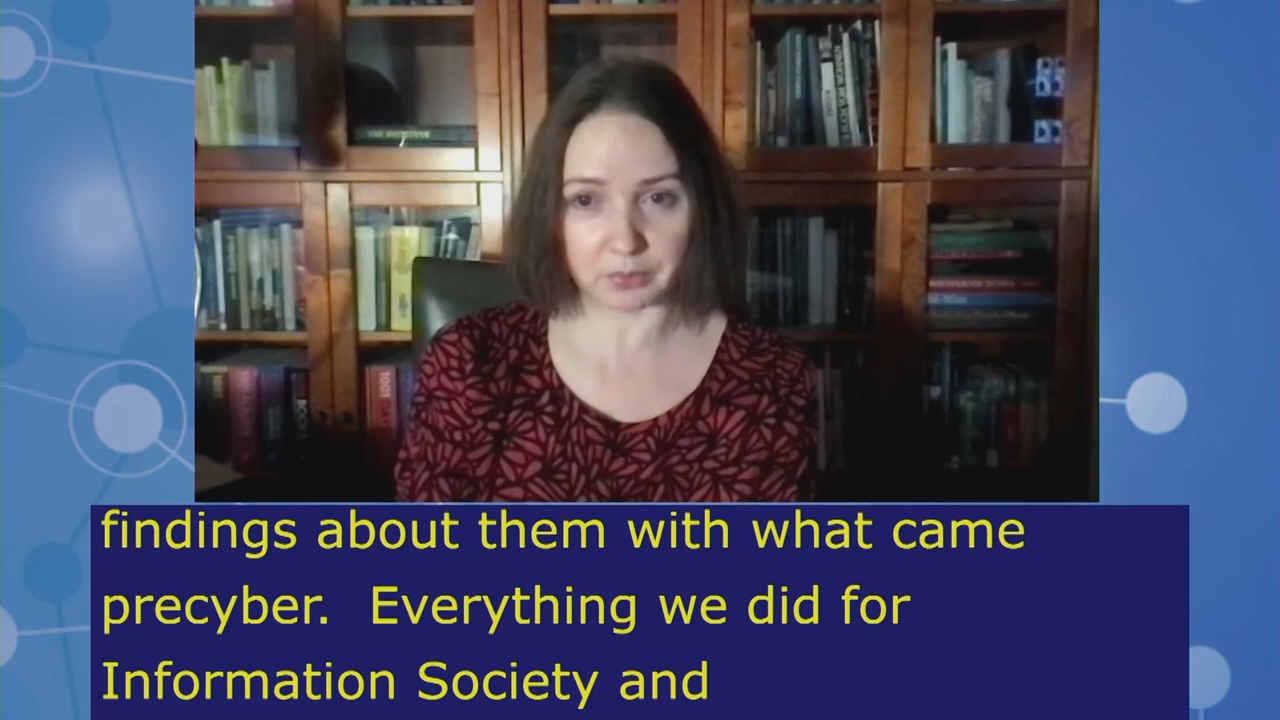 findings about them with what came
precyber.  Everything we did for
Information Society and